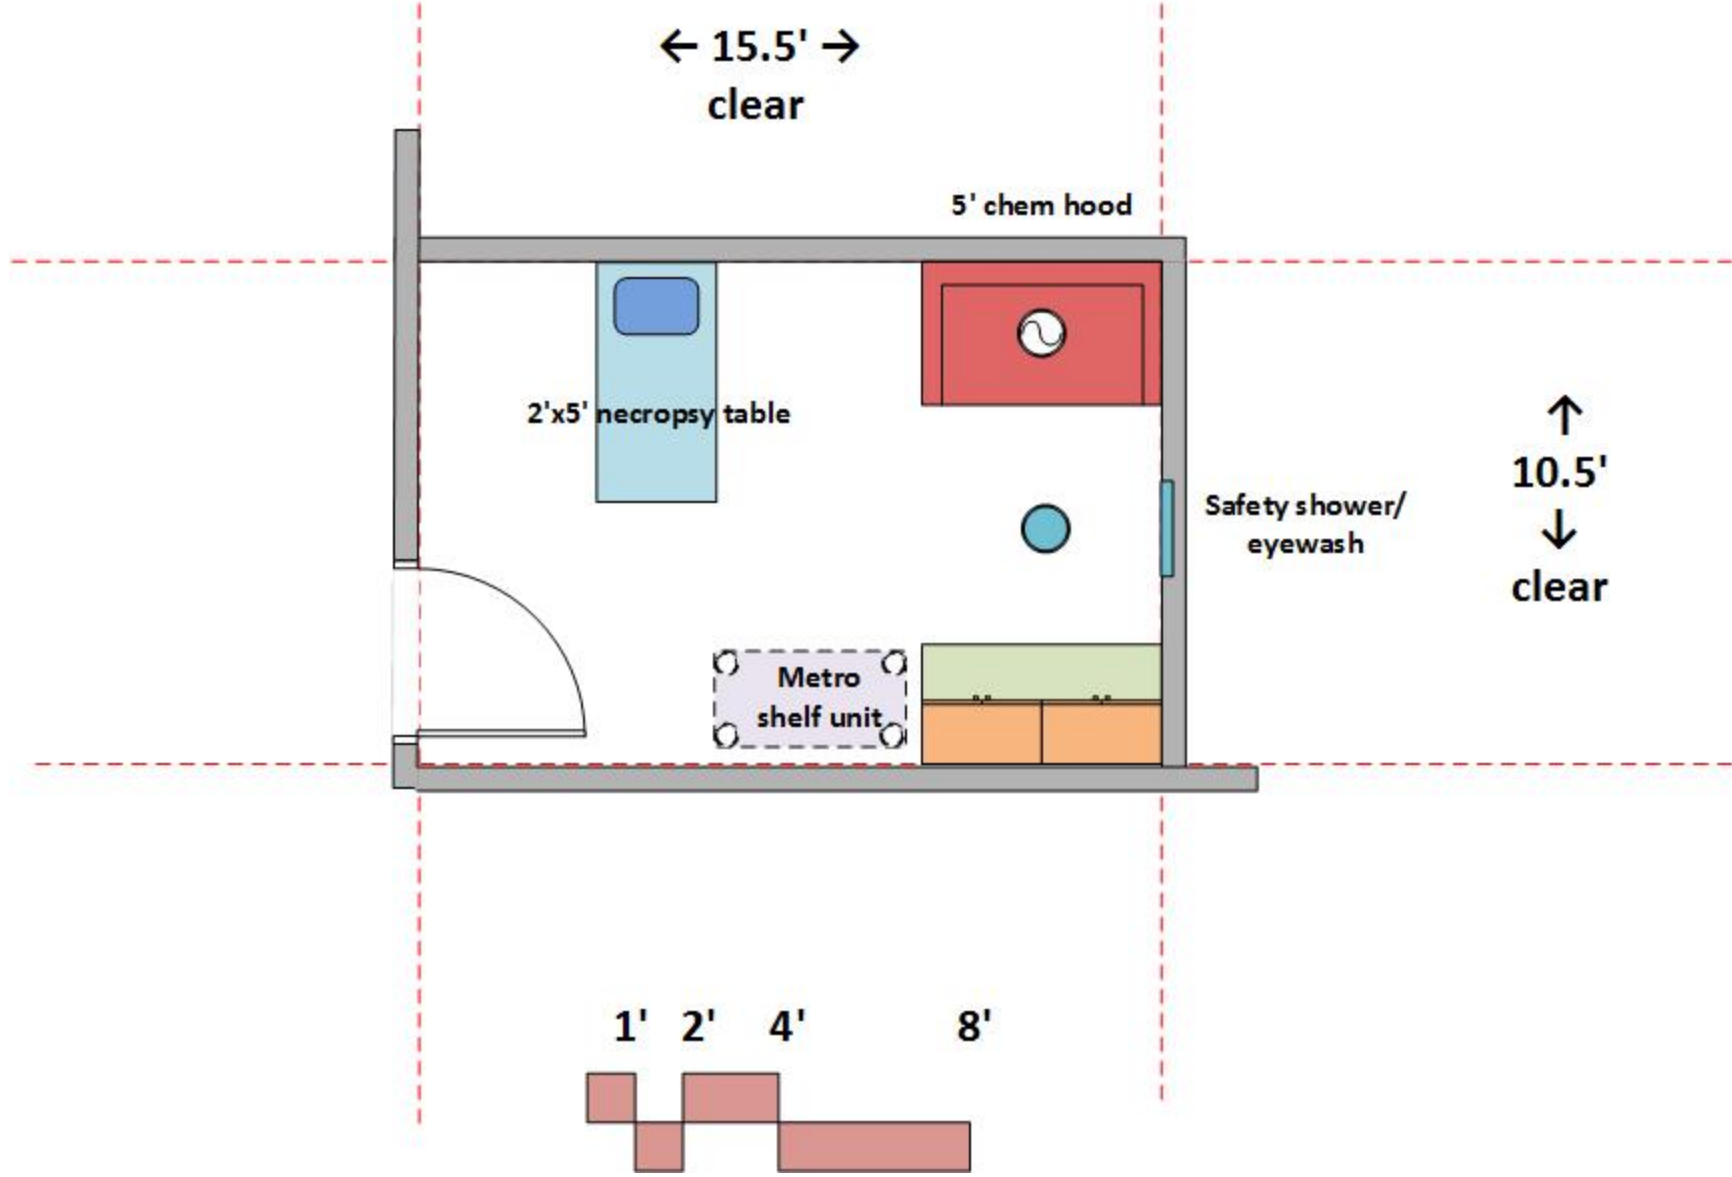 ← 15.5' →
clear
5' chem hood
2'x5' necropsy table
↑
10.5'
↓
clear
Safety shower/
eyewash
Metro
shelf unit
1' 2' 4' 8'